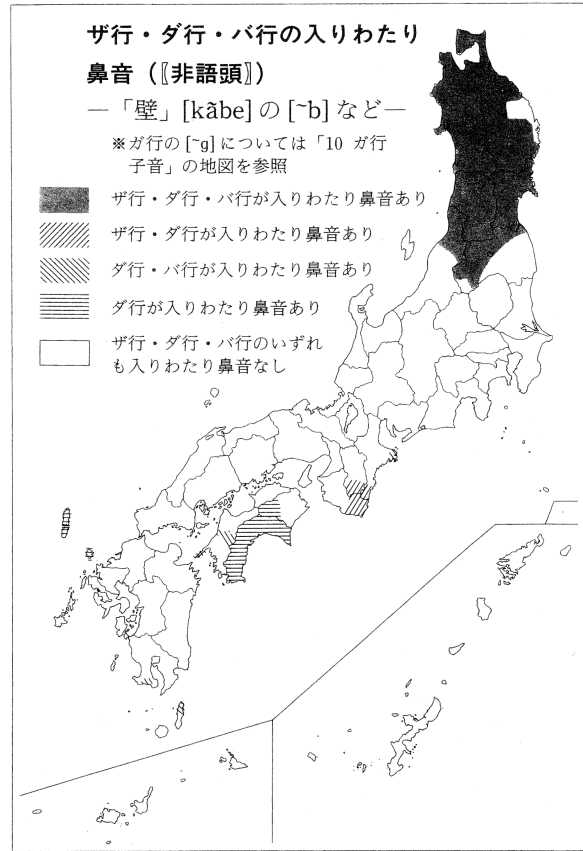 ザ行・ダ行・バ行の入りわたり
鼻音（〖非語頭〗）
―「壁」[kãbe] の [~b] など―
※ガ行の [~g] については「10 ガ行
子音」の地図を参照
ザ行・ダ行・バ行が入りわたり鼻音あり
ザ行・ダ行が入りわたり鼻音あり
ダ行・バ行が入りわたり鼻音あり
ダ行が入りわたり鼻音あり
ザ行・ダ行・バ行のいずれ
も入りわたり鼻音なし